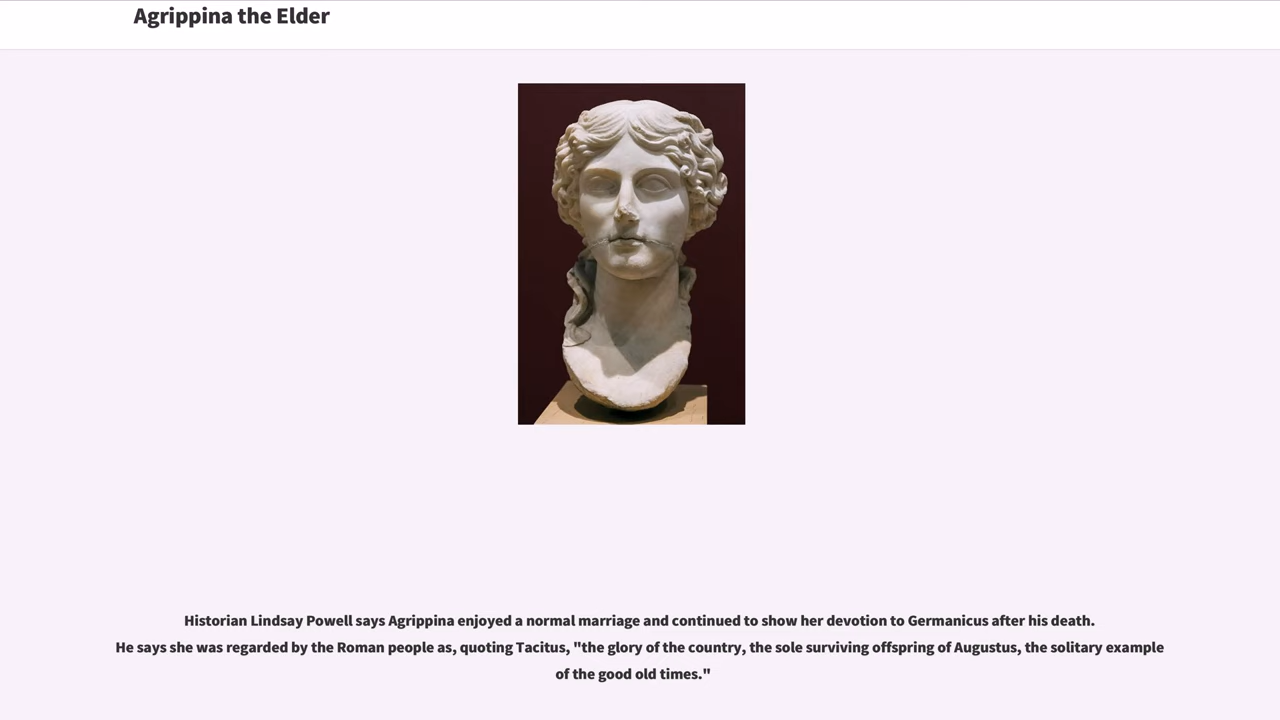 Agrippina the Elder
Historian Lindsay Powell says Agrippina enjoyed a normal marriage and continued to show her devotion to Germanicus after his death.
He says she was regarded by the Roman people as, quoting Tacitus, "the glory of the country, the sole surviving offspring of Augustus, the solitary example
of the good old times."